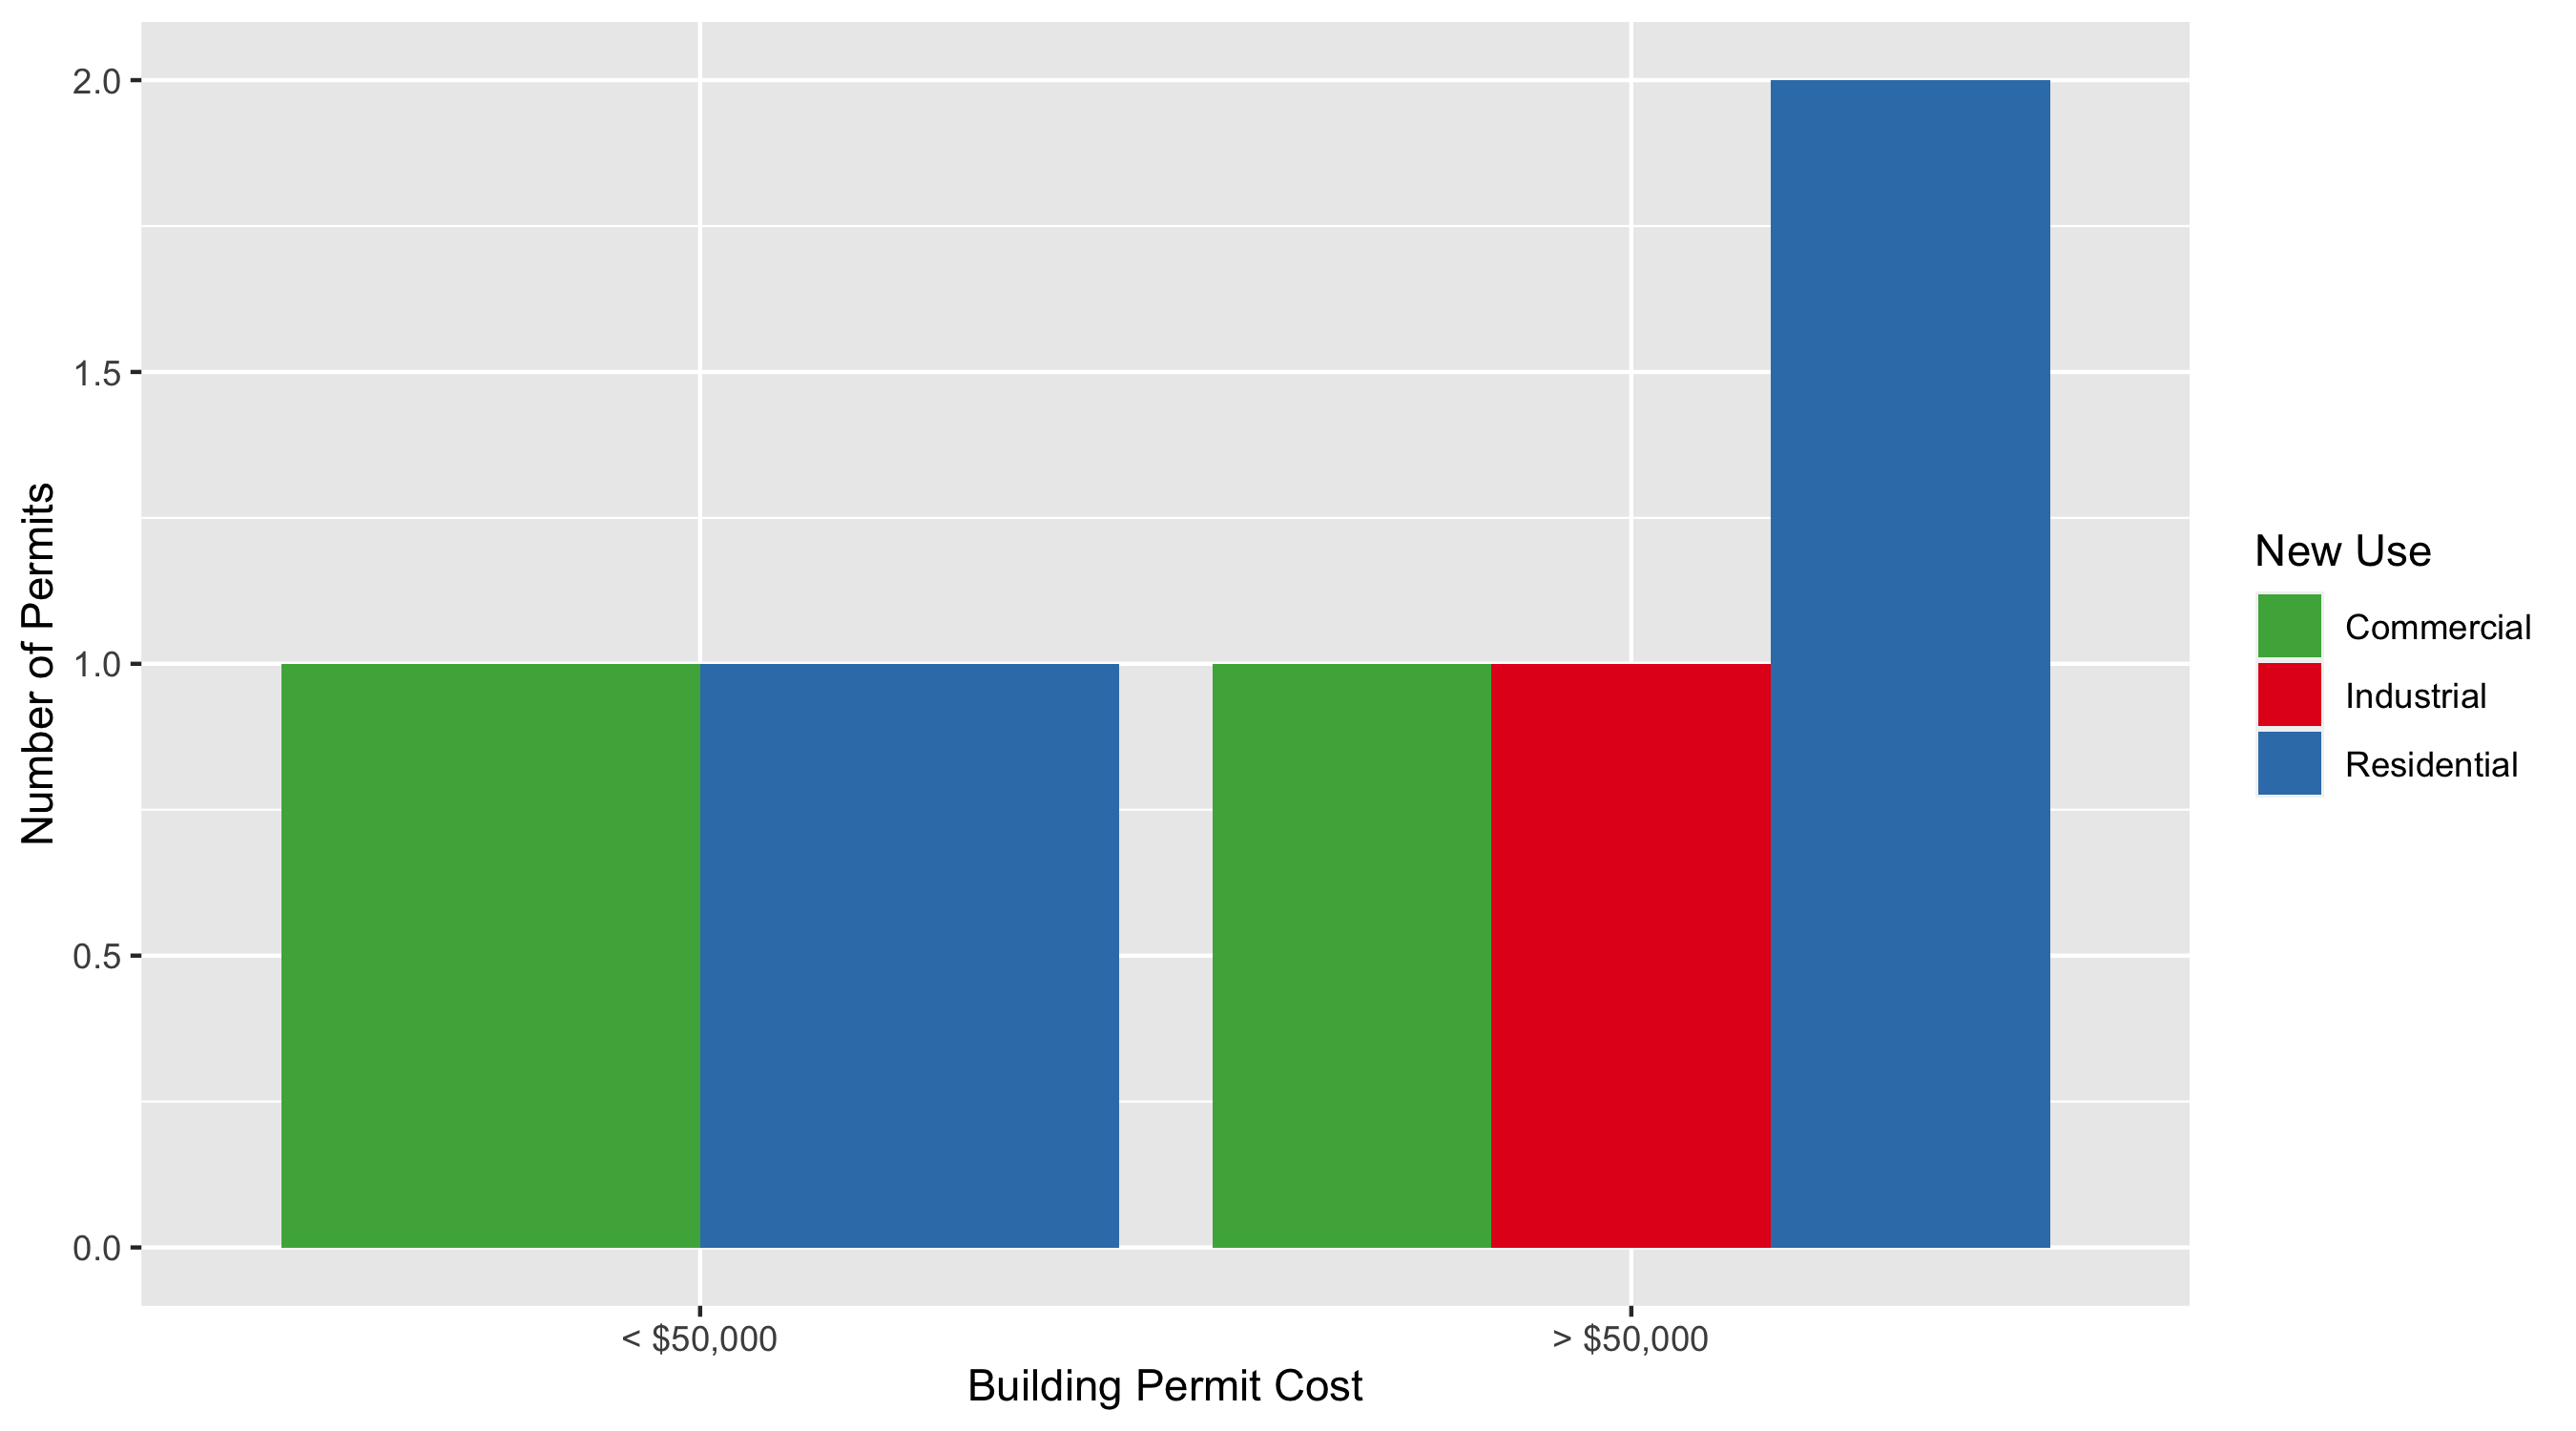 2.0
1.5
1.0
0.5
0.0
Number of Permits
< $50,000
> $50,000
Building Permit Cost
New Use
Commercial
Industrial
Residential